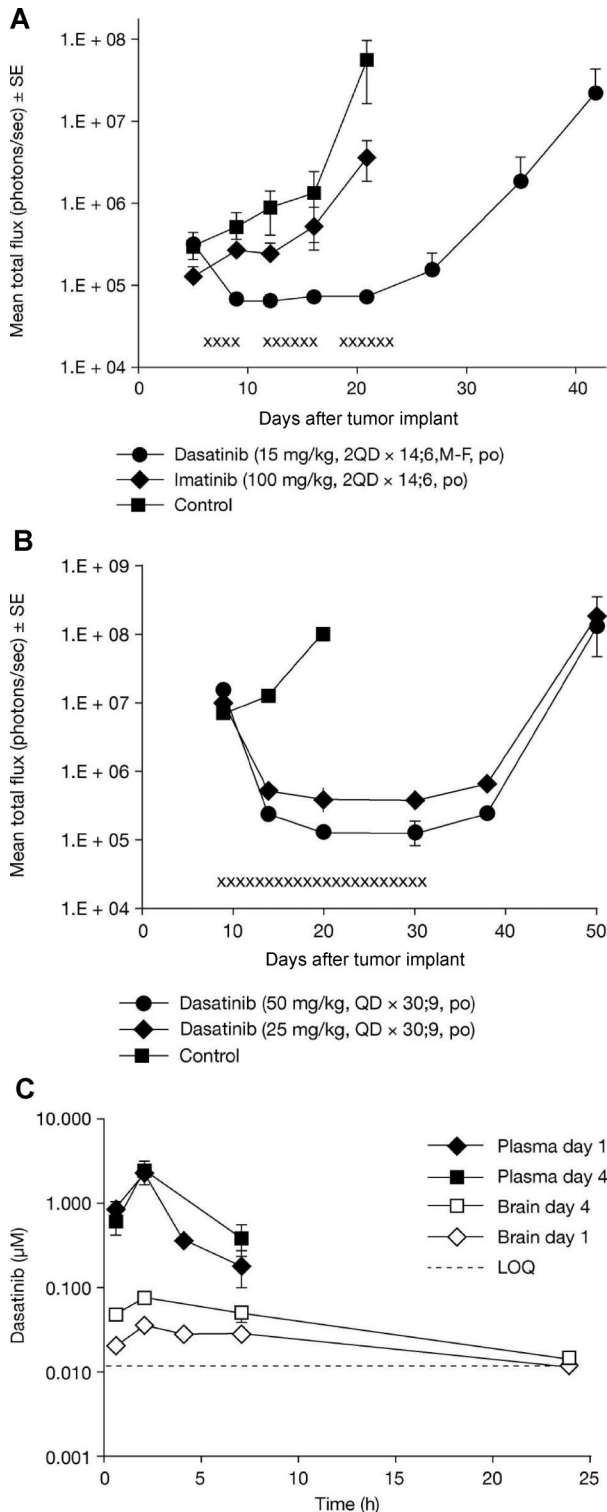 A
Mean total flux (photons/sec) ± SE
1.E + 08
1.E + 07
1.E + 06
1.E + 05
1.E + 04
xxxx xxxxxx xxxxxx
0 10 20 30 40
Days after tumor implant
Dasatinib (15 mg/kg, 2QD × 14;6,M-F, po)
Imatinib (100 mg/kg, 2QD × 14;6, po)
Control
B
Mean total flux (photons/sec) ± SE
1.E + 09
1.E + 08
1.E + 07
1.E + 06
1.E + 05
1.E + 04
xxxxxxxxxxxxxxxxxxxxxx
0 10 20 30 40 50
Days after tumor implant
Dasatinib (50 mg/kg, QD × 30;9, po)
Dasatinib (25 mg/kg, QD × 30;9, po)
Control
C
Dasatinib (µM)
10.000
1.000
0.100
0.010
0.001
Plasma day 1
Plasma day 4
Brain day 4
Brain day 1
LOQ
0 5 10 15 20 25
Time (h)